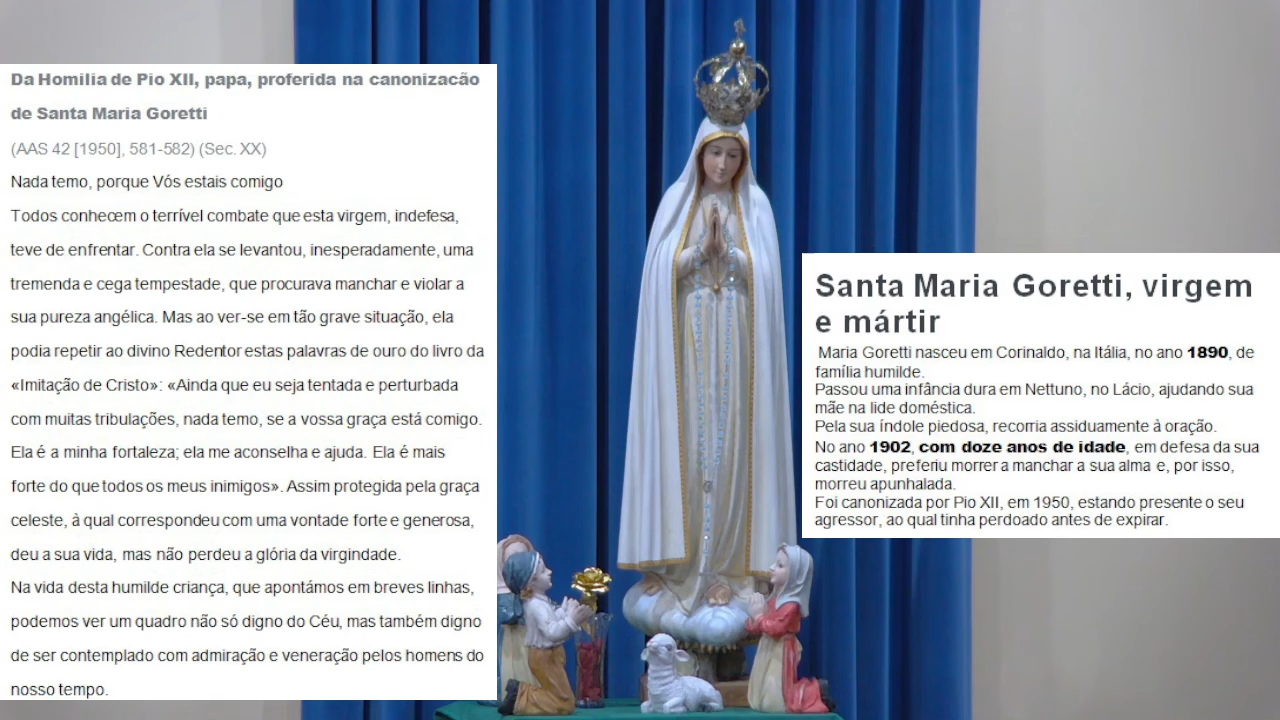 Da Homilia de Pio XII, papa, proferida na canonizacão
de Santa Maria Goretti
(AAS 42 [1950], 581-582) (Sec. XX)
Nada temo, porque Vós estais comigo
Todos conhecem o terrível combate que esta virgem, indefesa,
teve de enfrentar. Contra ela se levantou, inesperadamente, uma
tremenda e cega tempestade, que procurava manchar e violar a
sua pureza angélica. Mas ao ver-se em tão grave situação, ela
podia repetir ao divino Redentor estas palavras de ouro do livro da
«Imitação de Cristo»: «Ainda que eu seja tentada e perturbada
com muitas tribulações, nada temo, se a vossa graça está comigo.
Ela é a minha fortaleza; ela me aconselha e ajuda. Ela é mais
forte do que todos os meus inimigos». Assim protegida pela graça
celeste, à qual correspondeu com uma vontade forte e generosa,
deu a sua vida, mas não perdeu a glória da virgindade.
Na vida desta humilde criança, que apontámos em breves linhas,
podemos ver um quadro não só digno do Céu, mas também digno
de ser contemplado com admiração e veneração pelos homens do
nosso tempo.
Santa Maria Goretti, virgem
e mártir
Maria Goretti nasceu em Corinaldo, na Itália, no ano 1890, de
família humilde.
Passou uma infância dura em Nettuno, no Lácio, ajudando sua
mãe na lide doméstica.
Pela sua índole piedosa, recorria assiduamente à oração.
No ano 1902, com doze anos de idade, em defesa da sua
castidade, preferiu morrer a manchar a sua alma e, por isso,
morreu apunhalada.
Foi canonizada por Pio XII, em 1950, estando presente o seu
agressor, ao qual tinha perdoado antes de expirar.